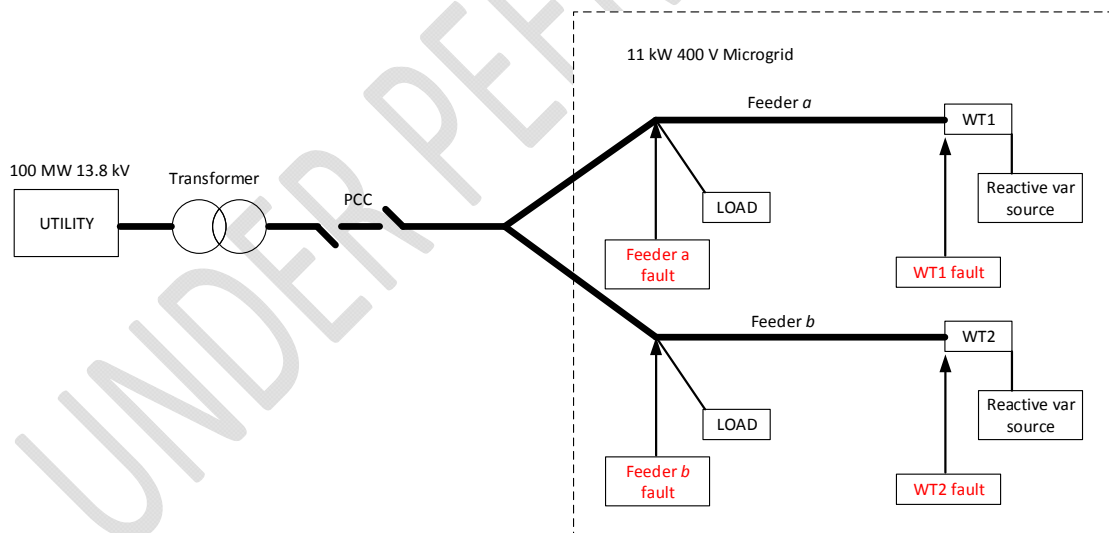 11 kW 400 V Microgrid
Feeder a
WT1
100 MW 13.8 kV
Transformer
UTILITY
PCC
LOAD
Reactive var
source
Feeder a
fault
WT1 fault
Feeder b
WT2
LOAD
Reactive var
source
Feeder b
fault
WT2 fault
UNDER PEE